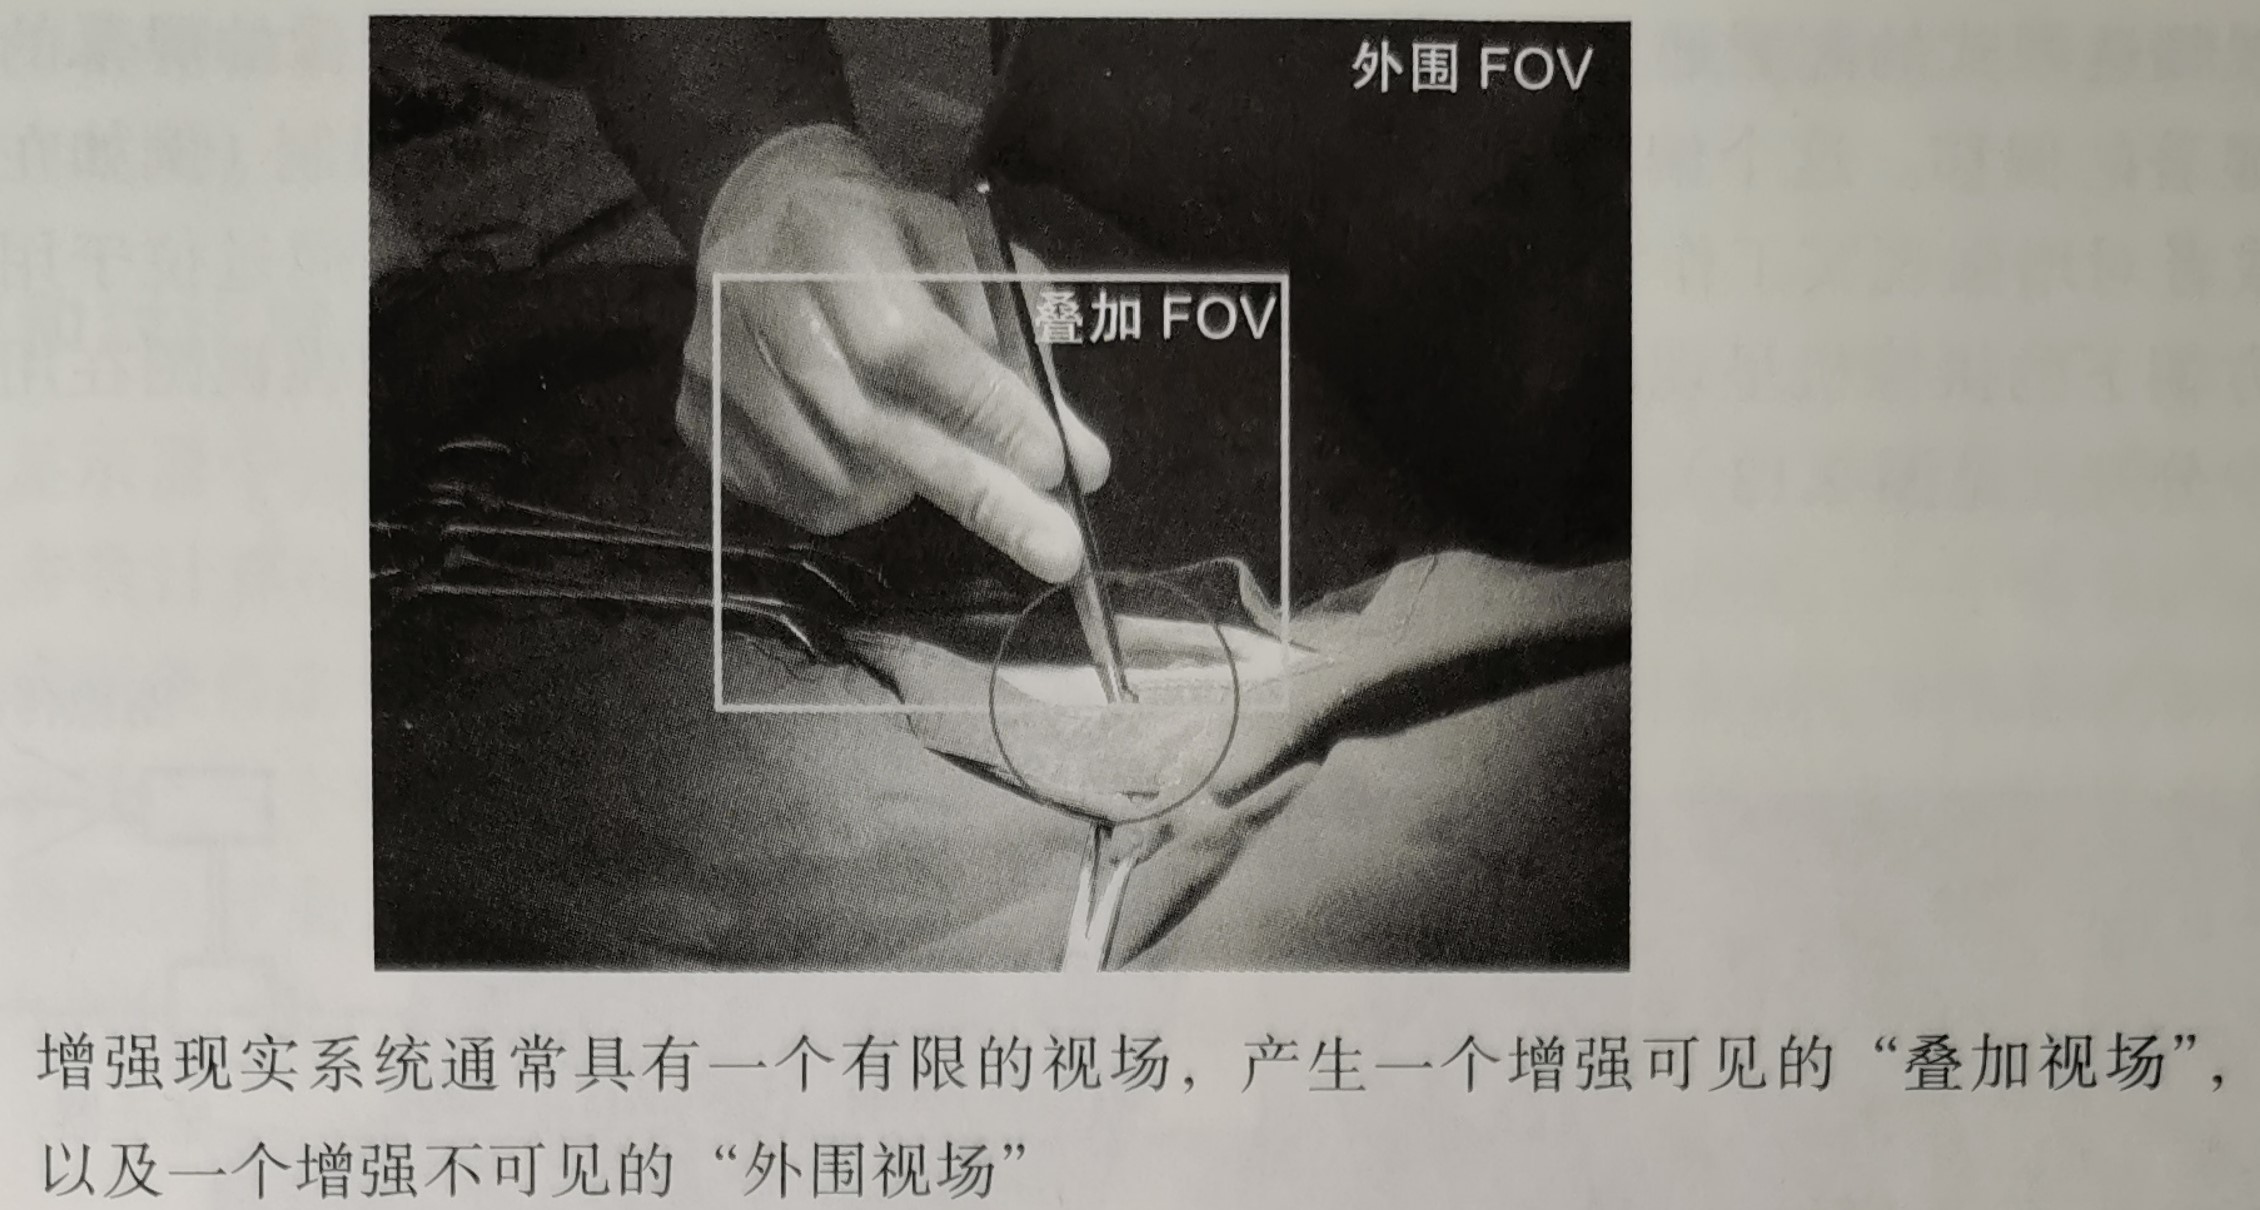 外围 FOV
叠加 FOV
增强现实系统通常具有一个有限的视场，产生一个增强可见的“叠加视场”，
以及一个增强不可见的“外围视场”